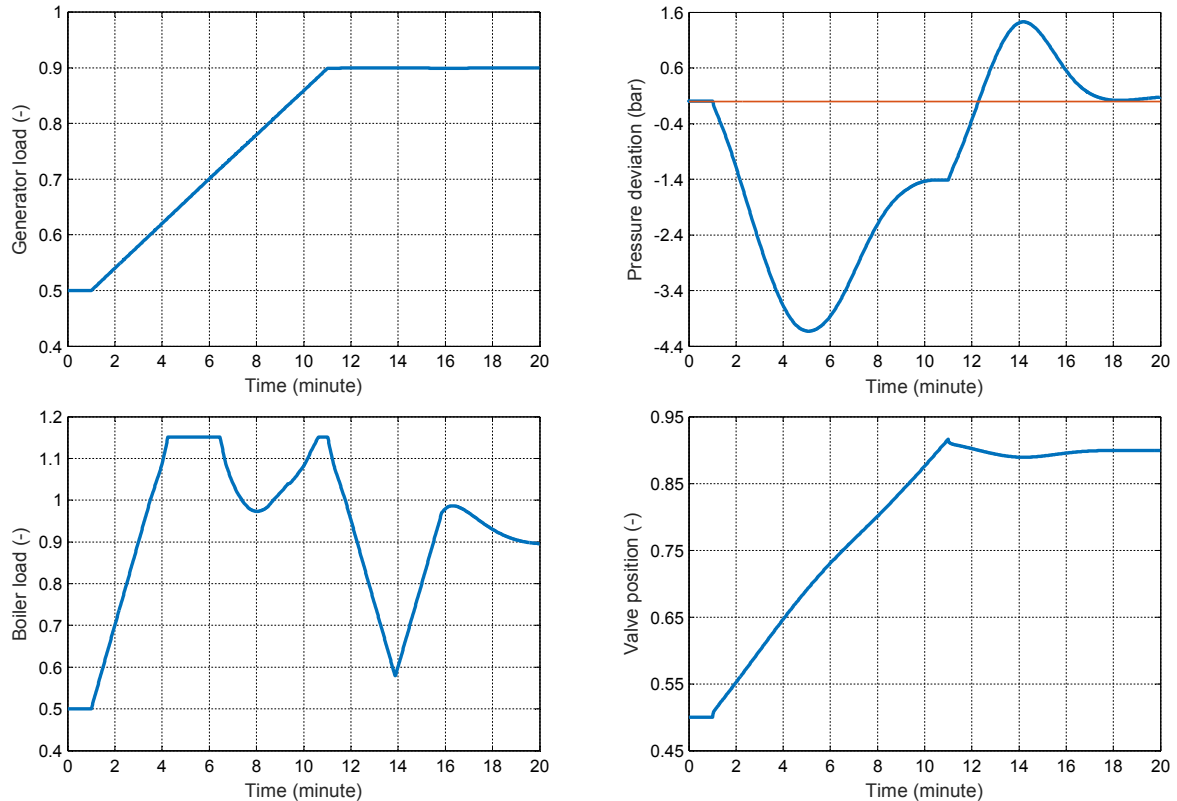 Generator load (-)
1
0.9
0.8
0.7
0.6
0.5
0.4
0 2 4 6 8 10 12 14 16 18 20
Time (minute)
Pressure deviation (bar)
1.6
0.6
-0.4
-1.4
-2.4
-3.4
-4.4
0 2 4 6 8 10 12 14 16 18 20
Time (minute)
Boiler load (-)
1.2
1.1
1
0.9
0.8
0.7
0.6
0.5
0.4
0 2 4 6 8 10 12 14 16 18 20
Time (minute)
Valve position (-)
0.95
0.85
0.75
0.65
0.55
0.45
0 2 4 6 8 10 12 14 16 18 20
Time (minute)